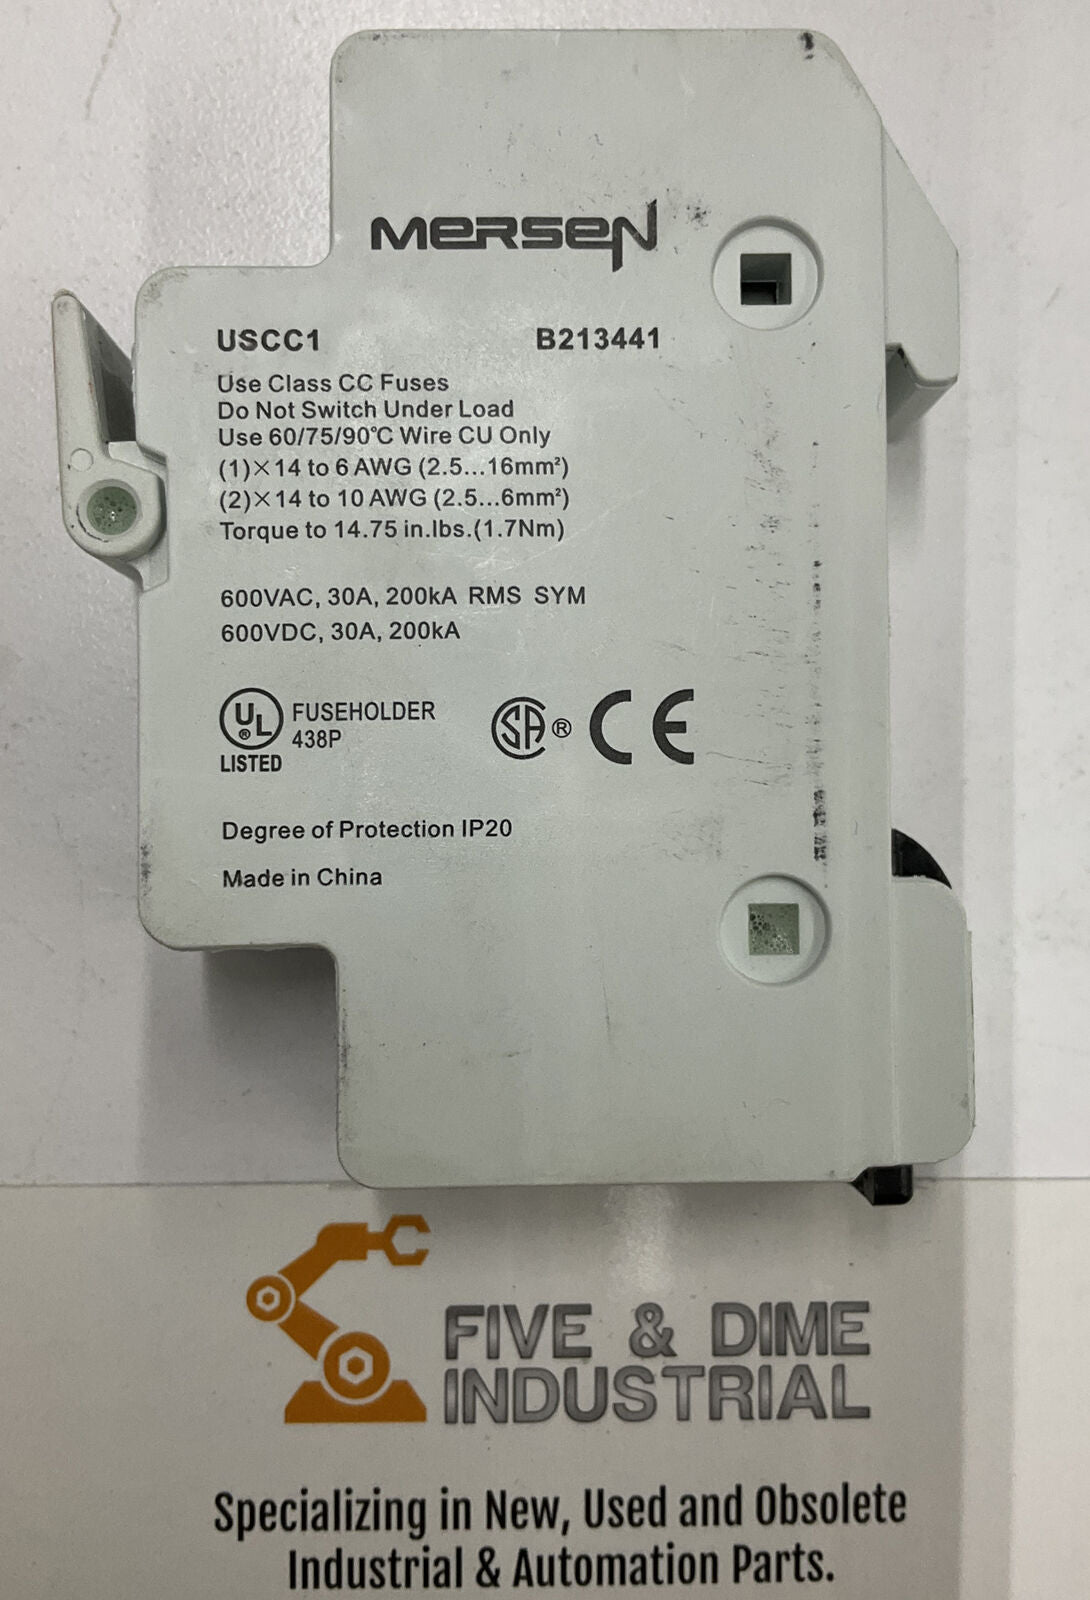 MERSEN
USCC1 B213441
Use Class CC Fuses
Do Not Switch Under Load
Use 60/75/90°C Wire CU Only
(1)×14 to 6 AWG (2.5...16mm²)
(2)×14 to 10 AWG (2.5...6mm²)
Torque to 14.75 in.lbs.(1.7Nm)
600VAC, 30A, 200kA RMS SYM
600VDC, 30A, 200kA
UL® FUSEHOLDER
438P
LISTED
SA® CE
Degree of Protection IP20
Made in China
FIVE & DIME
INDUSTRIAL
Specializing in New, Used and Obsolete
Industrial & Automation Parts.